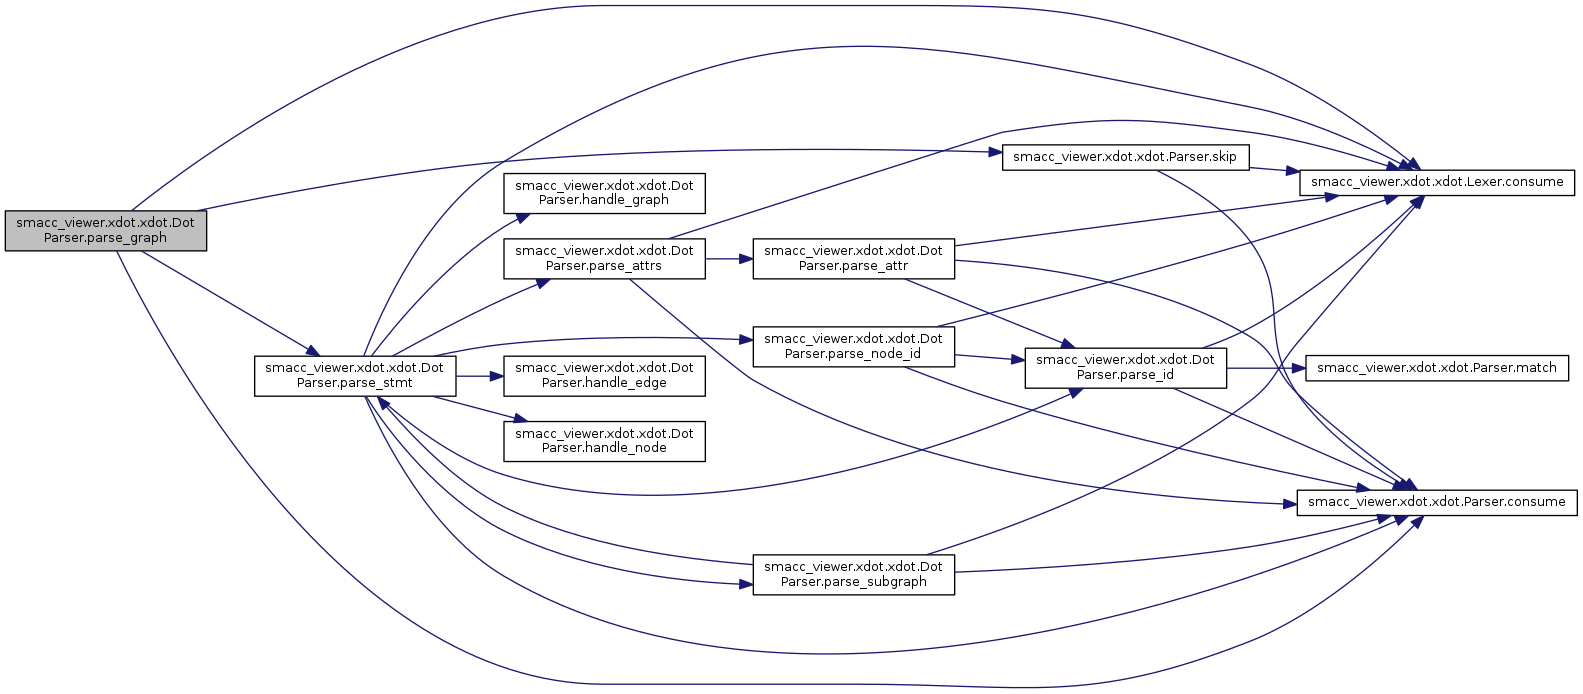 smacc_viewer.xdot.xdot.Dot
Parser.parse_graph
smacc_viewer.xdot.xdot.Dot
Parser.parse_stmt
smacc_viewer.xdot.xdot.Dot
Parser.handle_graph
smacc_viewer.xdot.xdot.Dot
Parser.parse_attrs
smacc_viewer.xdot.xdot.Dot
Parser.handle_edge
smacc_viewer.xdot.xdot.Dot
Parser.handle_node
smacc_viewer.xdot.xdot.Dot
Parser.parse_attr
smacc_viewer.xdot.xdot.Dot
Parser.parse_node_id
smacc_viewer.xdot.xdot.Dot
Parser.parse_subgraph
smacc_viewer.xdot.xdot.Parser.skip
smacc_viewer.xdot.xdot.Dot
Parser.parse_id
smacc_viewer.xdot.xdot.Lexer.consume
smacc_viewer.xdot.xdot.Parser.match
smacc_viewer.xdot.xdot.Parser.consume